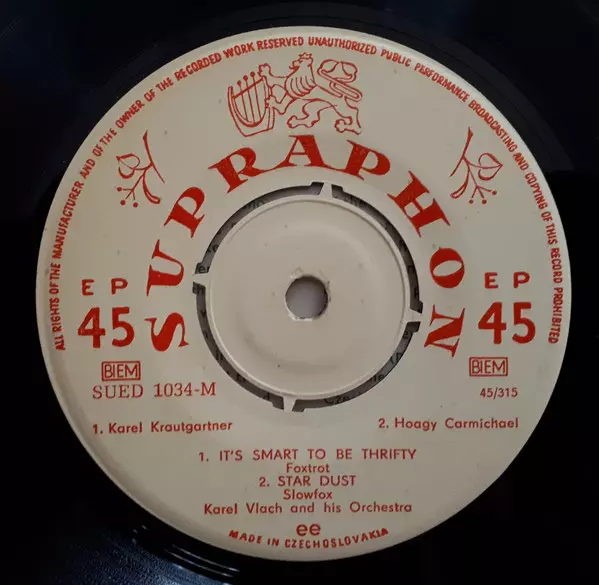 ALL RIGHTS OF THE MANUFACTURER AND OF THE OWNER OF THE RECORDED WORK RESERVED UNAUTHORIZED PUBLIC PERFORMANCE BROADCASTING AND COPYING OF THIS RECORD PROHIBITED
SUPRAPHON
EP
45
EP
45
BIEM
BIEM
SUED 1034-M
45/315
1. Karel Krautgartner
2. Hoagy Carmichael
1. IT'S SMART TO BE THRIFTY
Foxtrot
2. STAR DUST
Slowfox
Karel Vlach and his Orchestra
ee
MADE IN CZECHOSLOVAKIA